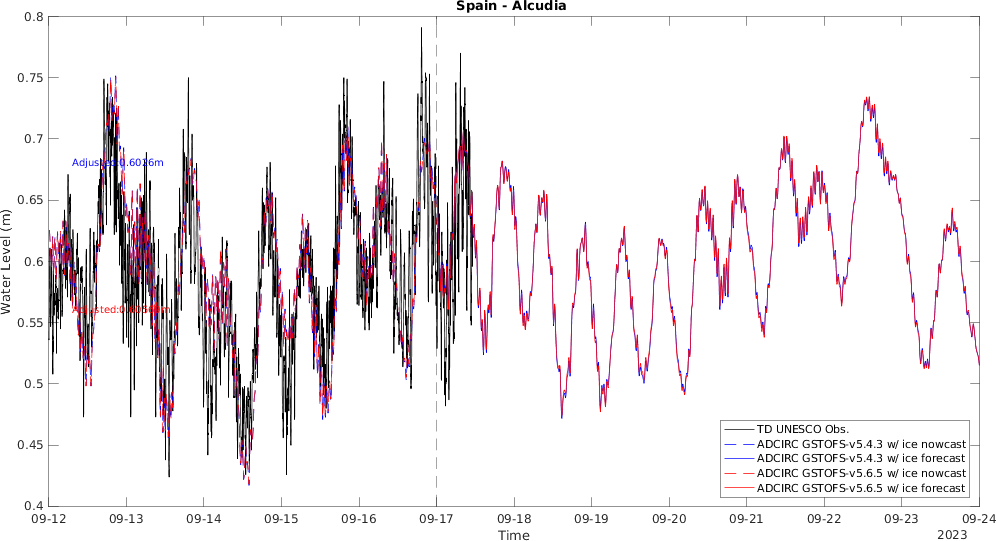 Spain - Alcudia
Water Level (m)
0.8
0.75
0.7
0.65
0.6
0.55
0.5
0.45
0.4
Adjusted:0.6026m
09-12
09-13
09-14
09-15
09-16
09-17
09-18
09-19
09-20
09-21
09-22
09-23
09-24
2023
Time
TD UNESCO Obs.
ADCIRC GSTOFS-v5.4.3 w/ ice nowcast
ADCIRC GSTOFS-v5.4.3 w/ ice forecast
ADCIRC GSTOFS-v5.6.5 w/ ice nowcast
ADCIRC GSTOFS-v5.6.5 w/ ice forecast